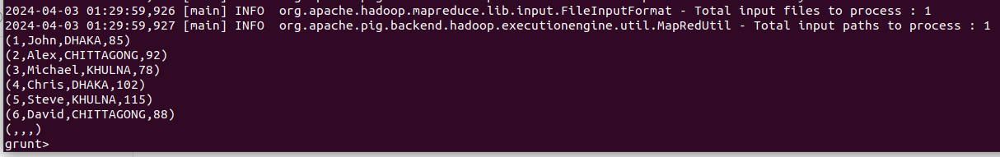 2024-04-03 01:29:59,926 [main] INFO  org.apache.hadoop.mapreduce.lib.input.FileInputFormat - Total input files to process : 1
2024-04-03 01:29:59,927 [main] INFO  org.apache.pig.backend.hadoop.executionengine.util.MapRedUtil - Total input paths to process : 1
(1,John,DHAKA,85)
(2,Alex,CHITTAGONG,92)
(3,Michael,KHULNA,78)
(4,Chris,DHAKA,102)
(5,Steve,KHULNA,115)
(6,David,CHITTAGONG,88)
(,,,)
grunt>